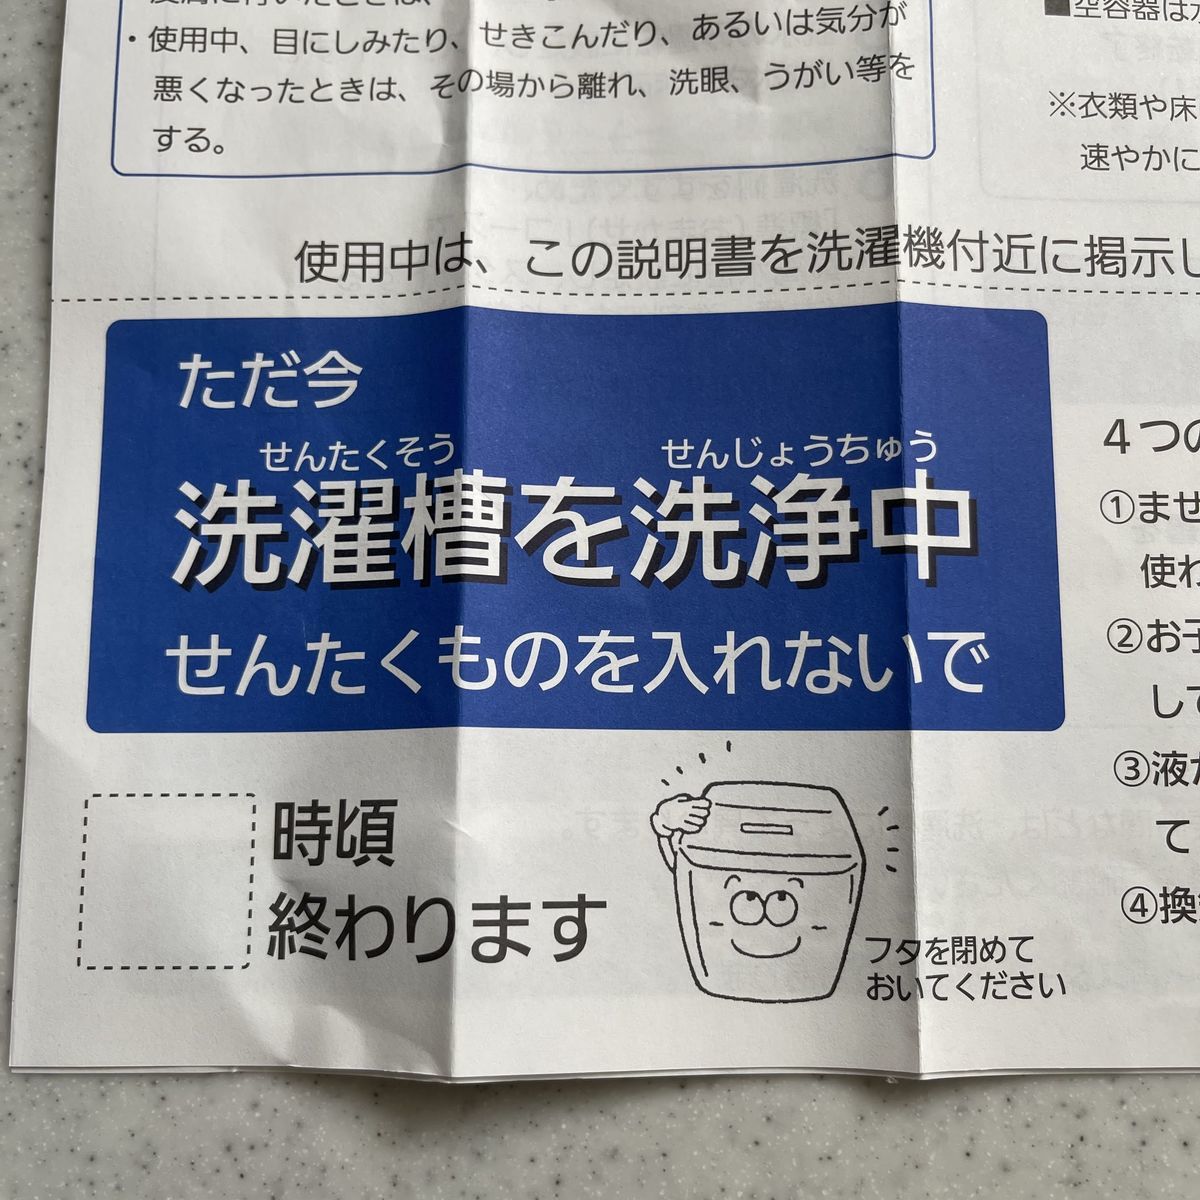 ・使用中、目にしみたり、せきこんだり、あるいは気分が
悪くなったときは、その場から離れ、洗眼、うがい等を
する。
■空容器は
※衣類や床
速やかに
使用中は、この説明書を洗濯機付近に掲示し
ただ今
せんたくそう せんじょうちゅう
洗濯槽を洗浄中
せんたくものを入れないで
時頃
終わります
フタを閉めて
おいてください
4つの
①ませ
使わ
②お子
して
③液が
て
④換